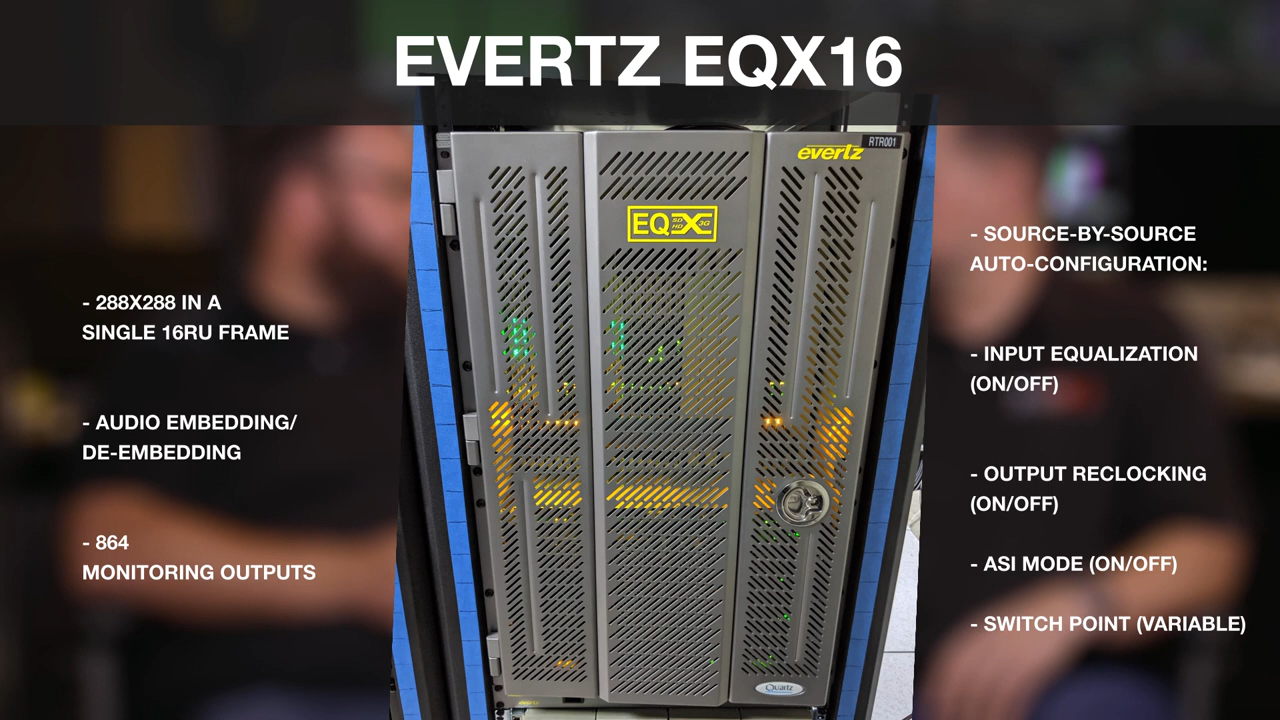 EVERTZ EQX16
- 288X288 IN A
SINGLE 16RU FRAME
- AUDIO EMBEDDING/
DE-EMBEDDING
- 864
MONITORING OUTPUTS
evertz
RTR001
EQX
SD
HD
3G
Quartz
evertz
- SOURCE-BY-SOURCE
AUTO-CONFIGURATION:
- INPUT EQUALIZATION
(ON/OFF)
- OUTPUT RECLOCKING
(ON/OFF)
- ASI MODE (ON/OFF)
- SWITCH POINT (VARIABLE)